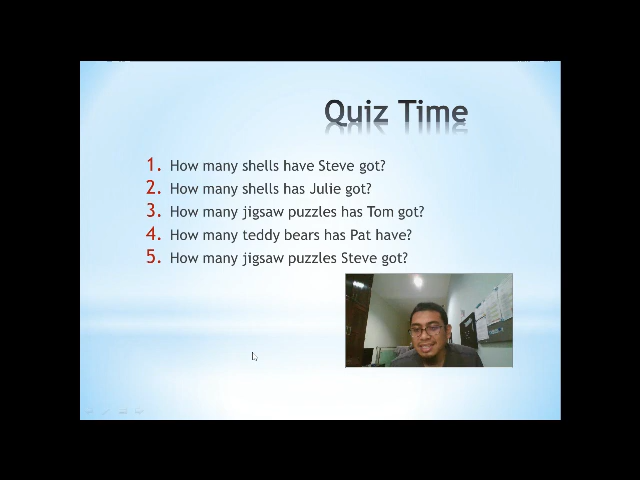 Quiz Time
1. How many shells have Steve got?
2. How many shells has Julie got?
3. How many jigsaw puzzles has Tom got?
4. How many teddy bears has Pat have?
5. How many jigsaw puzzles Steve got?